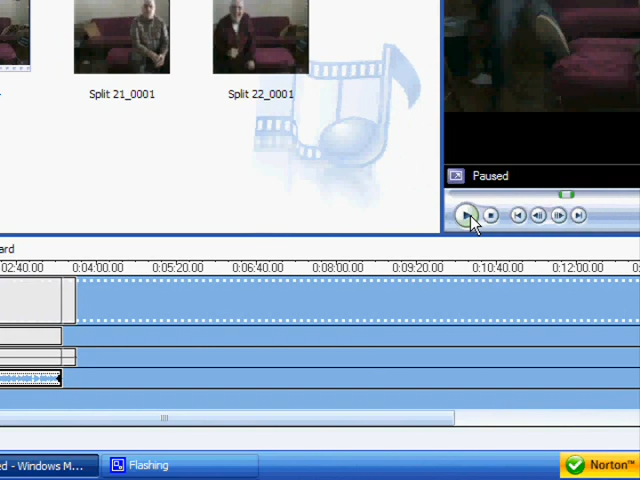 Split 21_0001
Split 22_0001
Paused
ard
02:40.00 0:04:00.00 0:05:20.00 0:06:40.00 0:08:00.00 0:09:20.00 0:10:40.00 0:12:00.00 0:
ed - Windows M...
Flashing
Norton™